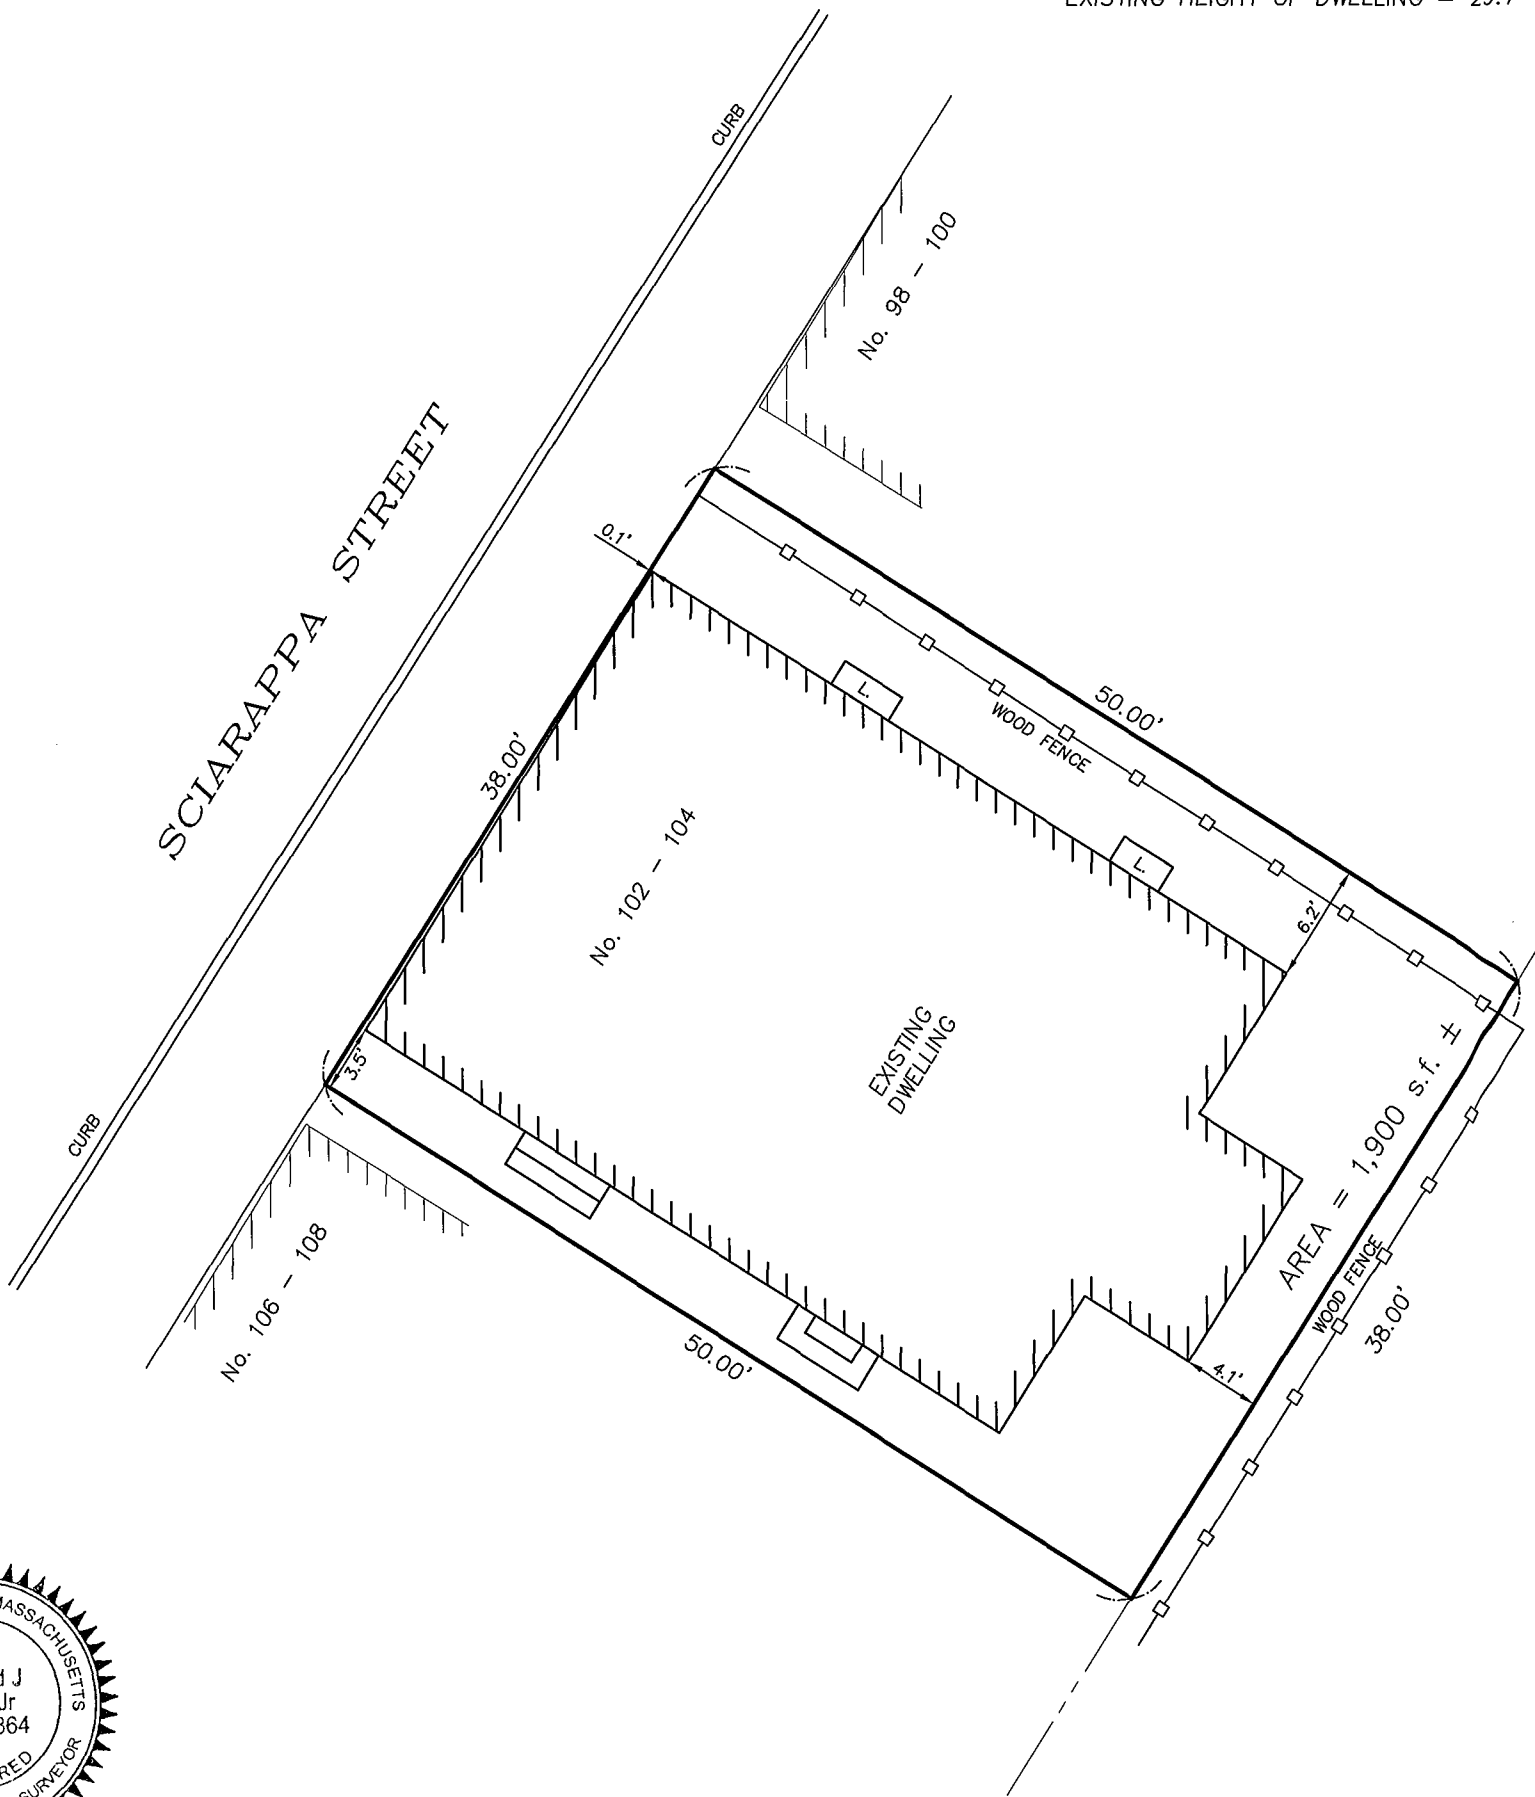 EXISTING HEIGHT OF DWELLING = 29.7
CURB
No. 98 - 100
SCIARAPPA STREET
0.1'
38.00'
L.
WOOD FENCE
50.00'
No. 102 - 104
L.
6.2'
EXISTING
DWELLING
3.5'
CURB
AREA = 1,900 s.f. ±
WOOD FENCE
38.00'
No. 106 - 108
50.00'
4.1'
MASSACHUSETTS
J
Jr
364
SURVEYOR